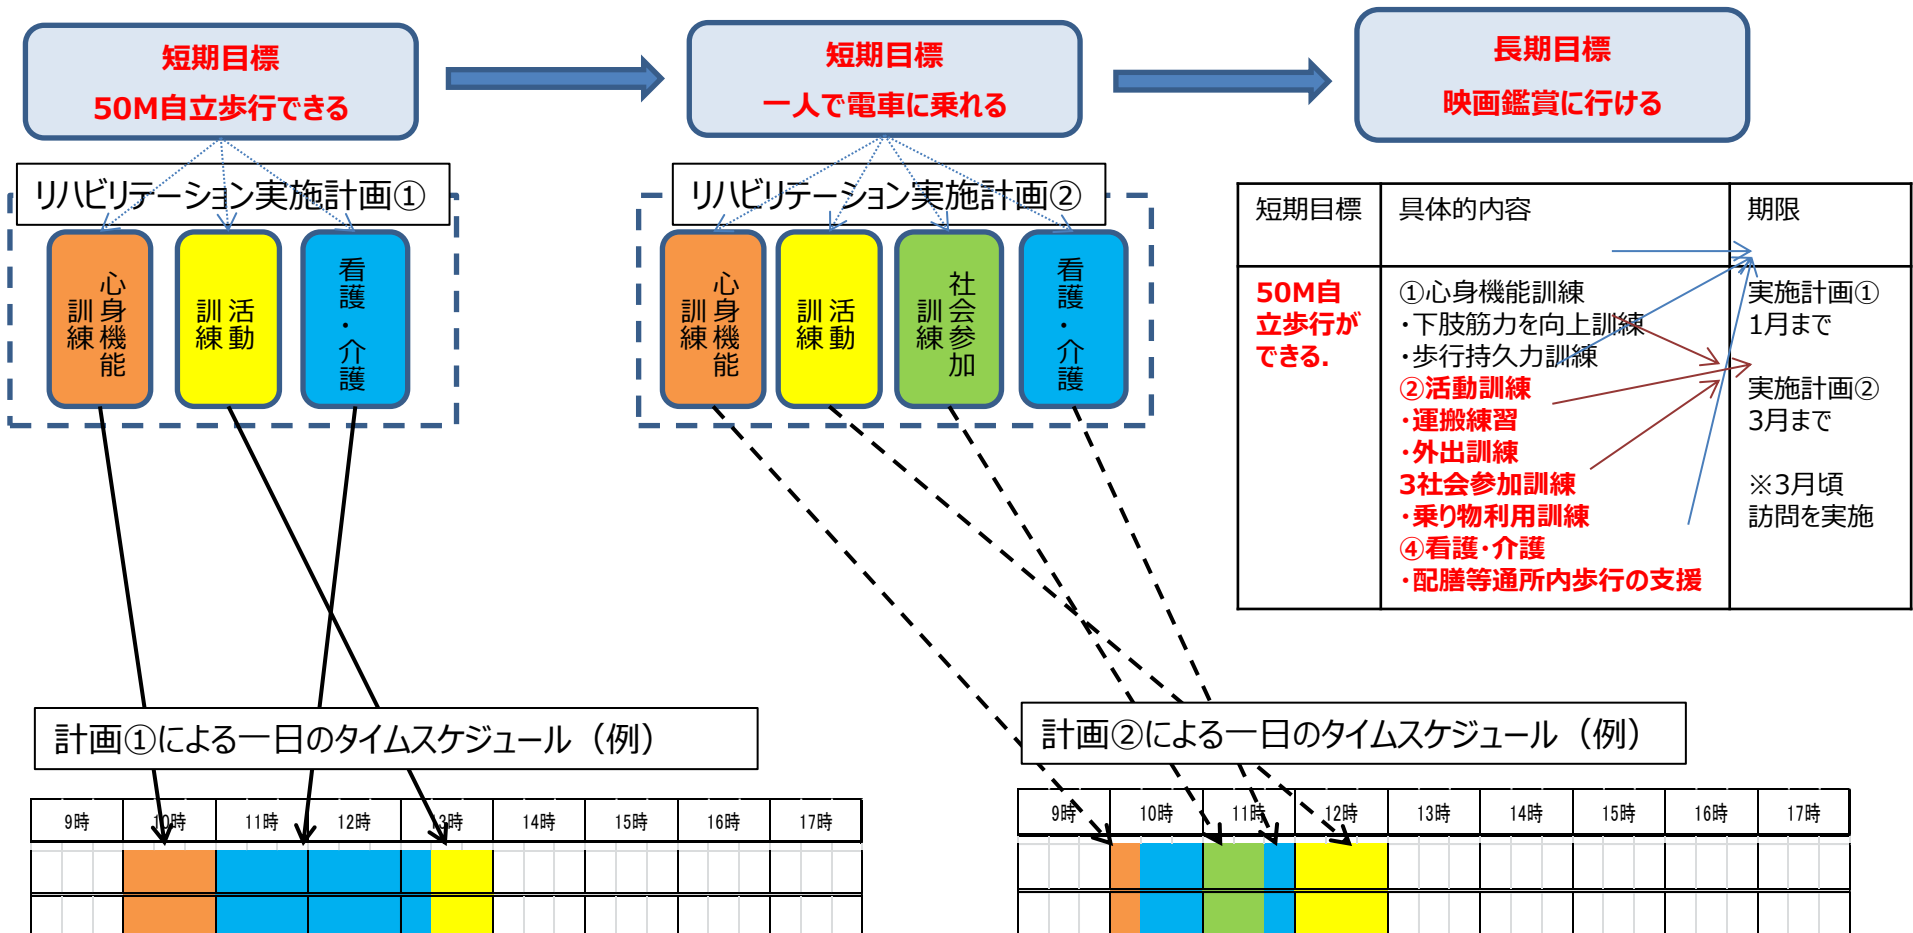 短期目標
50M自立歩行できる
短期目標
一人で電車に乗れる
長期目標
映画鑑賞に行ける
リハビリテーション実施計画①
心身機能
訓練
活動
訓練
看護・介護
リハビリテーション実施計画②
心身機能
訓練
活動
訓練
社会参加
訓練
看護・介護
短期目標
具体的内容
期限
50M自
立歩行が
できる.
①心身機能訓練
・下肢筋力を向上訓練
・歩行持久力訓練
②活動訓練
・運搬練習
・外出訓練
3社会参加訓練
・乗り物利用訓練
④看護・介護
・配膳等通所内歩行の支援
実施計画①
1月まで
実施計画②
3月まで
※3月頃
訪問を実施
計画①による一日のタイムスケジュール（例）
9時 10時 11時 12時 13時 14時 15時 16時 17時
計画②による一日のタイムスケジュール（例）
9時 10時 11時 12時 13時 14時 15時 16時 17時